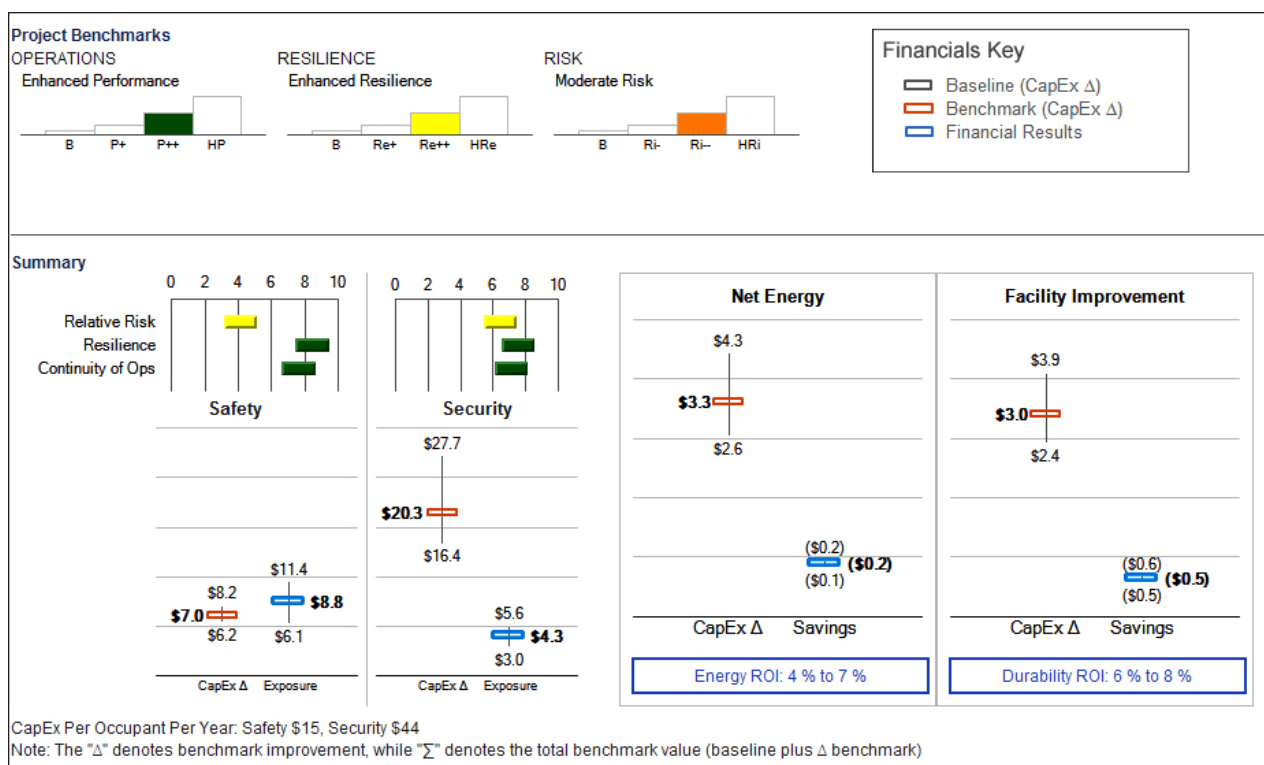 Project Benchmarks
OPERATIONS
Enhanced Performance
B P+ P++ HP
RESILIENCE
Enhanced Resilience
B Re+ Re++ HRe
RISK
Moderate Risk
B Ri- Ri-- HRi
Financials Key
Baseline (CapEx Δ)
Benchmark (CapEx Δ)
Financial Results
Summary
0 2 4 6 8 10
0 2 4 6 8 10
Relative Risk
Resilience
Continuity of Ops
Safety
$8.2
$7.0
$6.2
$11.4
$8.8
$6.1
CapEx Δ Exposure
Security
$27.7
$20.3
$16.4
$5.6
$4.3
$3.0
CapEx Δ Exposure
Net Energy
$4.3
$3.3
$2.6
($0.2)
($0.2)
($0.1)
CapEx Δ Savings
Energy ROI: 4 % to 7 %
Facility Improvement
$3.9
$3.0
$2.4
($0.6)
($0.5)
($0.5)
CapEx Δ Savings
Durability ROI: 6 % to 8 %
CapEx Per Occupant Per Year: Safety $15, Security $44
Note: The "Δ" denotes benchmark improvement, while "∑" denotes the total benchmark value (baseline plus Δ benchmark)